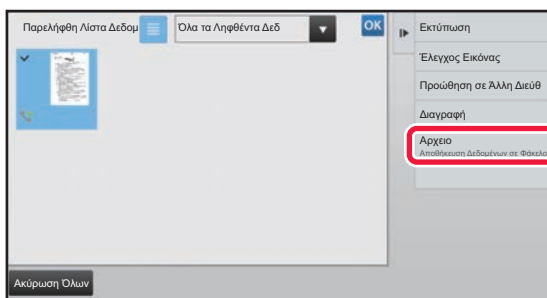 Παρελήφθη Λίστα Δεδομ
Όλα τα Ληφθέντα Δεδ
OK
Εκτύπωση
Έλεγχος Εικόνας
Προώθηση σε Άλλη Διεύθ
Διαγραφή
Αρχειο
Αποθήκευση Δεδομένων σε Φάκελο
Ακύρωση Όλων